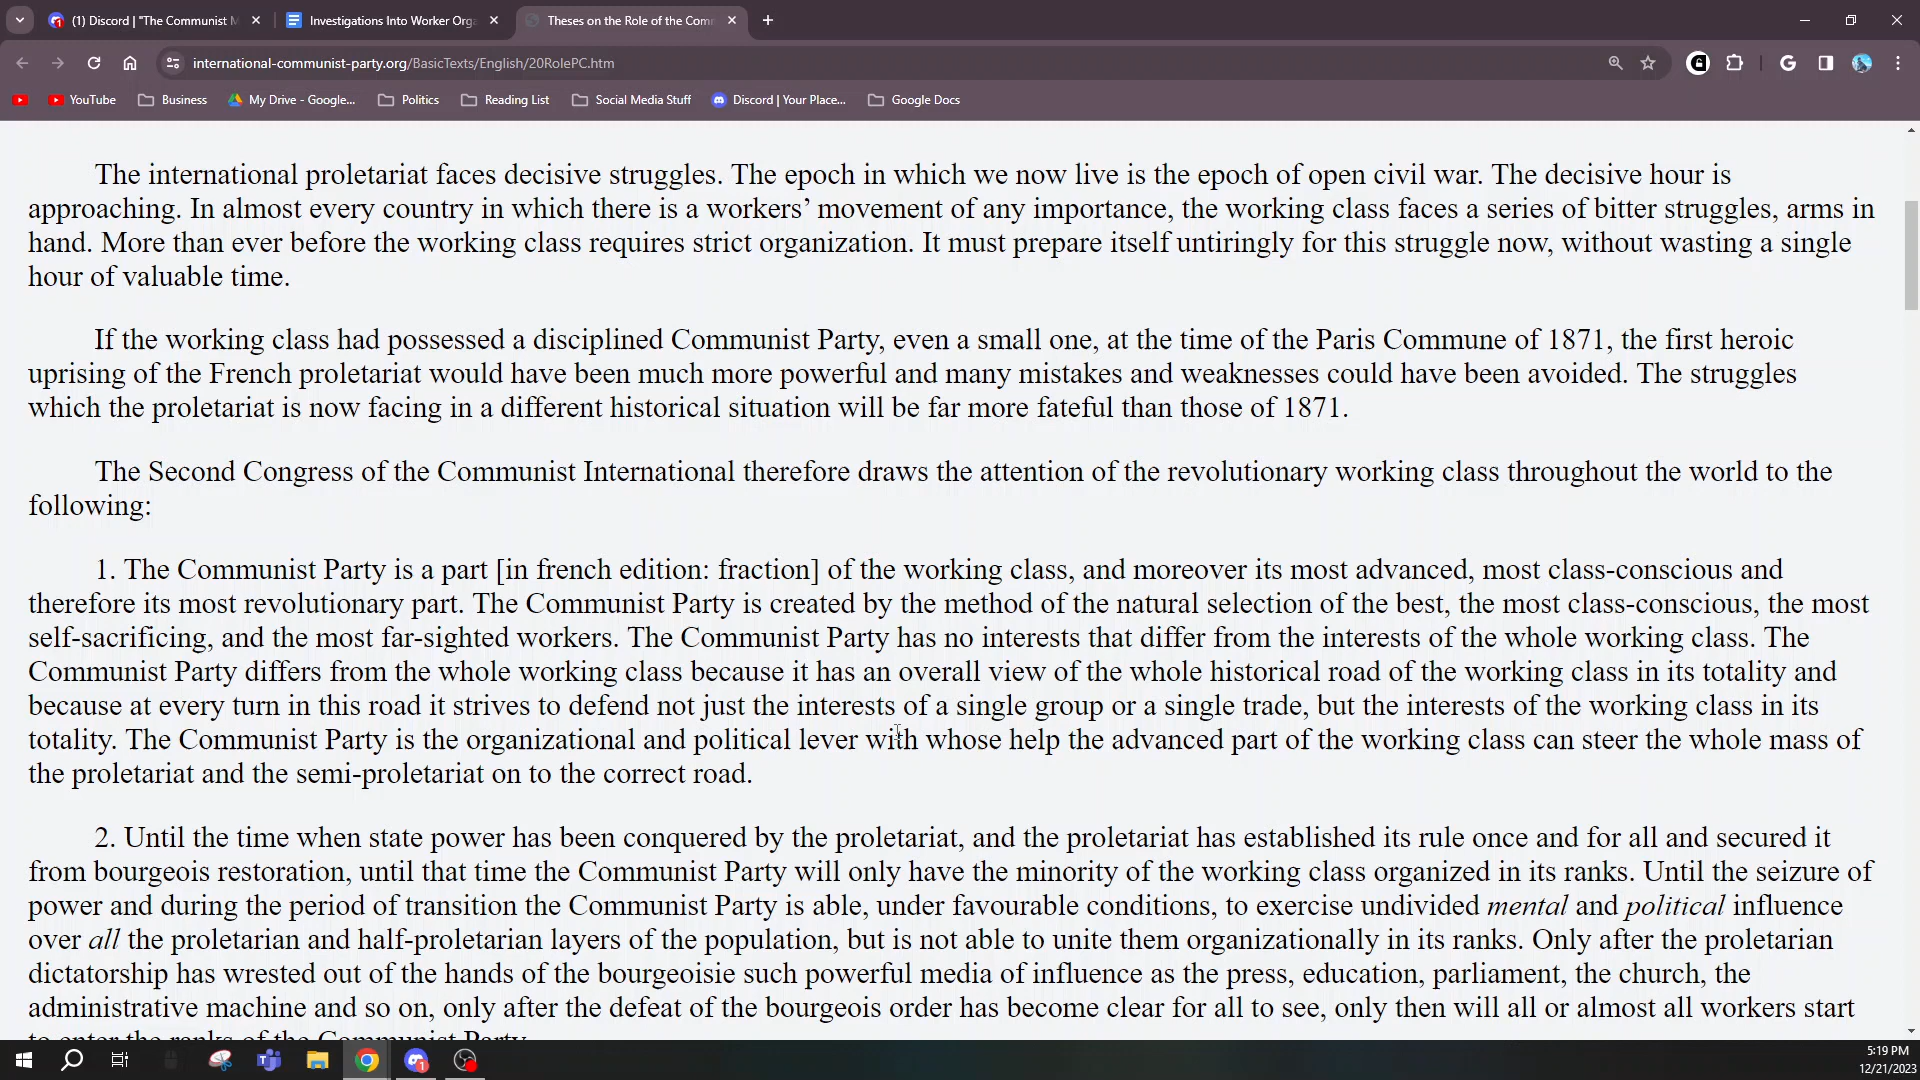 (1) Discord | "The Communist M
Investigations Into Worker Orga
Theses on the Role of the Com
international-communist-party.org/BasicTexts/English/20RolePC.htm
YouTube
Business
My Drive - Google...
Politics
Reading List
Social Media Stuff
Discord | Your Place...
Google Docs
The international proletariat faces decisive struggles. The epoch in which we now live is the epoch of open civil war. The decisive hour is
approaching. In almost every country in which there is a workers’ movement of any importance, the working class faces a series of bitter struggles, arms in
hand. More than ever before the working class requires strict organization. It must prepare itself untiringly for this struggle now, without wasting a single
hour of valuable time.
If the working class had possessed a disciplined Communist Party, even a small one, at the time of the Paris Commune of 1871, the first heroic
uprising of the French proletariat would have been much more powerful and many mistakes and weaknesses could have been avoided. The struggles
which the proletariat is now facing in a different historical situation will be far more fateful than those of 1871.
The Second Congress of the Communist International therefore draws the attention of the revolutionary working class throughout the world to the
following:
1. The Communist Party is a part [in french edition: fraction] of the working class, and moreover its most advanced, most class-conscious and
therefore its most revolutionary part. The Communist Party is created by the method of the natural selection of the best, the most class-conscious, the most
self-sacrificing, and the most far-sighted workers. The Communist Party has no interests that differ from the interests of the whole working class. The
Communist Party differs from the whole working class because it has an overall view of the whole historical road of the working class in its totality and
because at every turn in this road it strives to defend not just the interests of a single group or a single trade, but the interests of the working class in its
totality. The Communist Party is the organizational and political lever with whose help the advanced part of the working class can steer the whole mass of
the proletariat and the semi-proletariat on to the correct road.
2. Until the time when state power has been conquered by the proletariat, and the proletariat has established its rule once and for all and secured it
from bourgeois restoration, until that time the Communist Party will only have the minority of the working class organized in its ranks. Until the seizure of
power and during the period of transition the Communist Party is able, under favourable conditions, to exercise undivided mental and political influence
over all the proletarian and half-proletarian layers of the population, but is not able to unite them organizationally in its ranks. Only after the proletarian
dictatorship has wrested out of the hands of the bourgeoisie such powerful media of influence as the press, education, parliament, the church, the
administrative machine and so on, only after the defeat of the bourgeois order has become clear for all to see, only then will all or almost all workers start
to enter the ranks of the Communist Party.
5:19 PM
12/21/2023